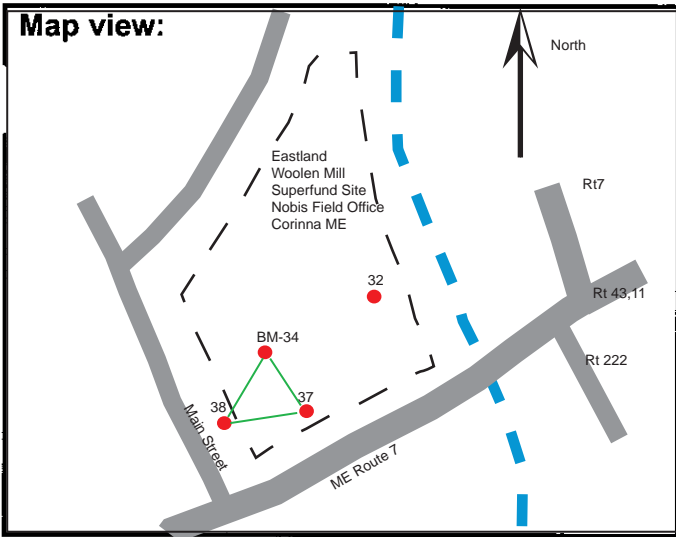 Map view:
North
Eastland
Woolen Mill
Superfund Site
Nobis Field Office
Corinna ME
Rt7
32
Rt 43,11
BM-34
Rt 222
37
38
Main Street
ME Route 7